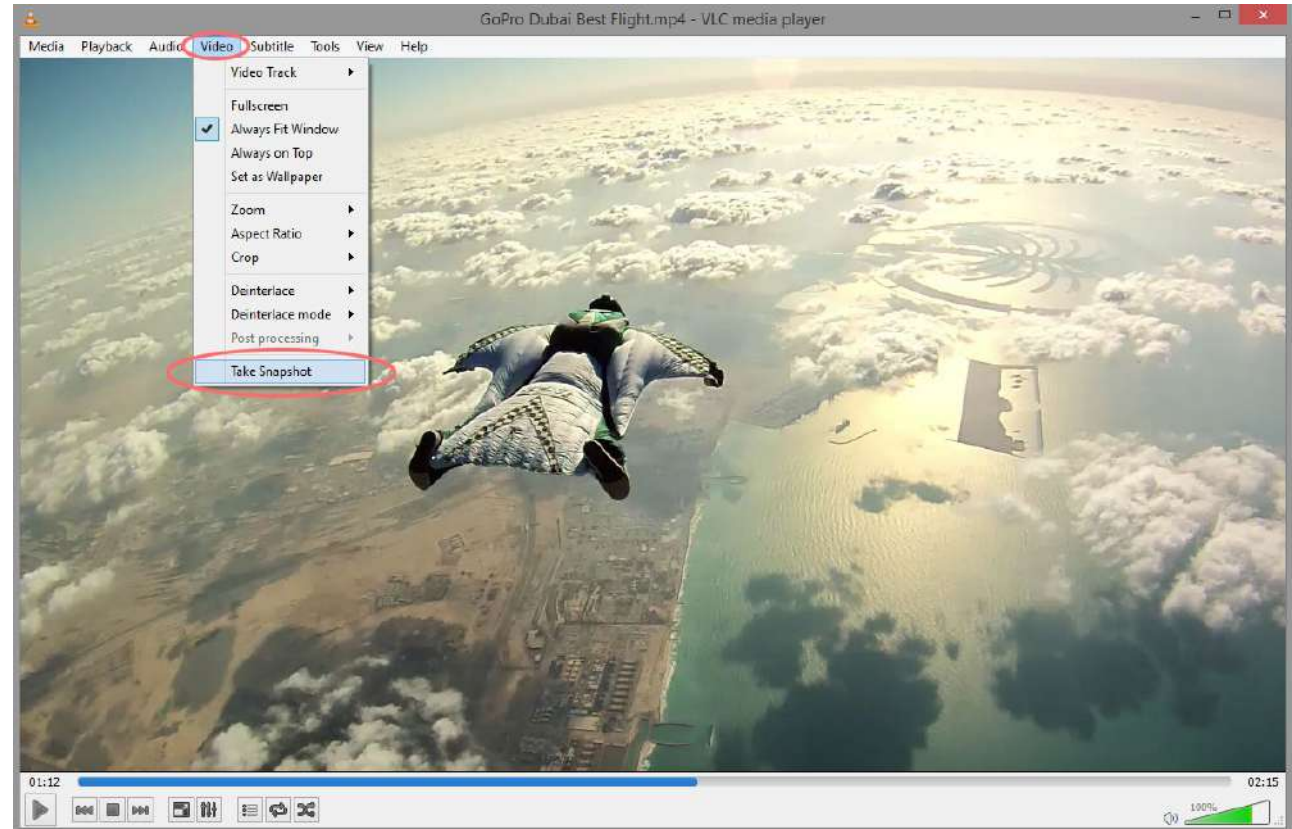 GoPro Dubai Best Flight.mp4 - VLC media player
Media Playback Audio Video Subtitle Tools View Help
Video Track
Fullscreen
Always Fit Window
Always on Top
Set as Wallpaper
Zoom
Aspect Ratio
Crop
Deinterlace
Deinterlace mode
Post processing
Take Snapshot
01:12 02:15
100%